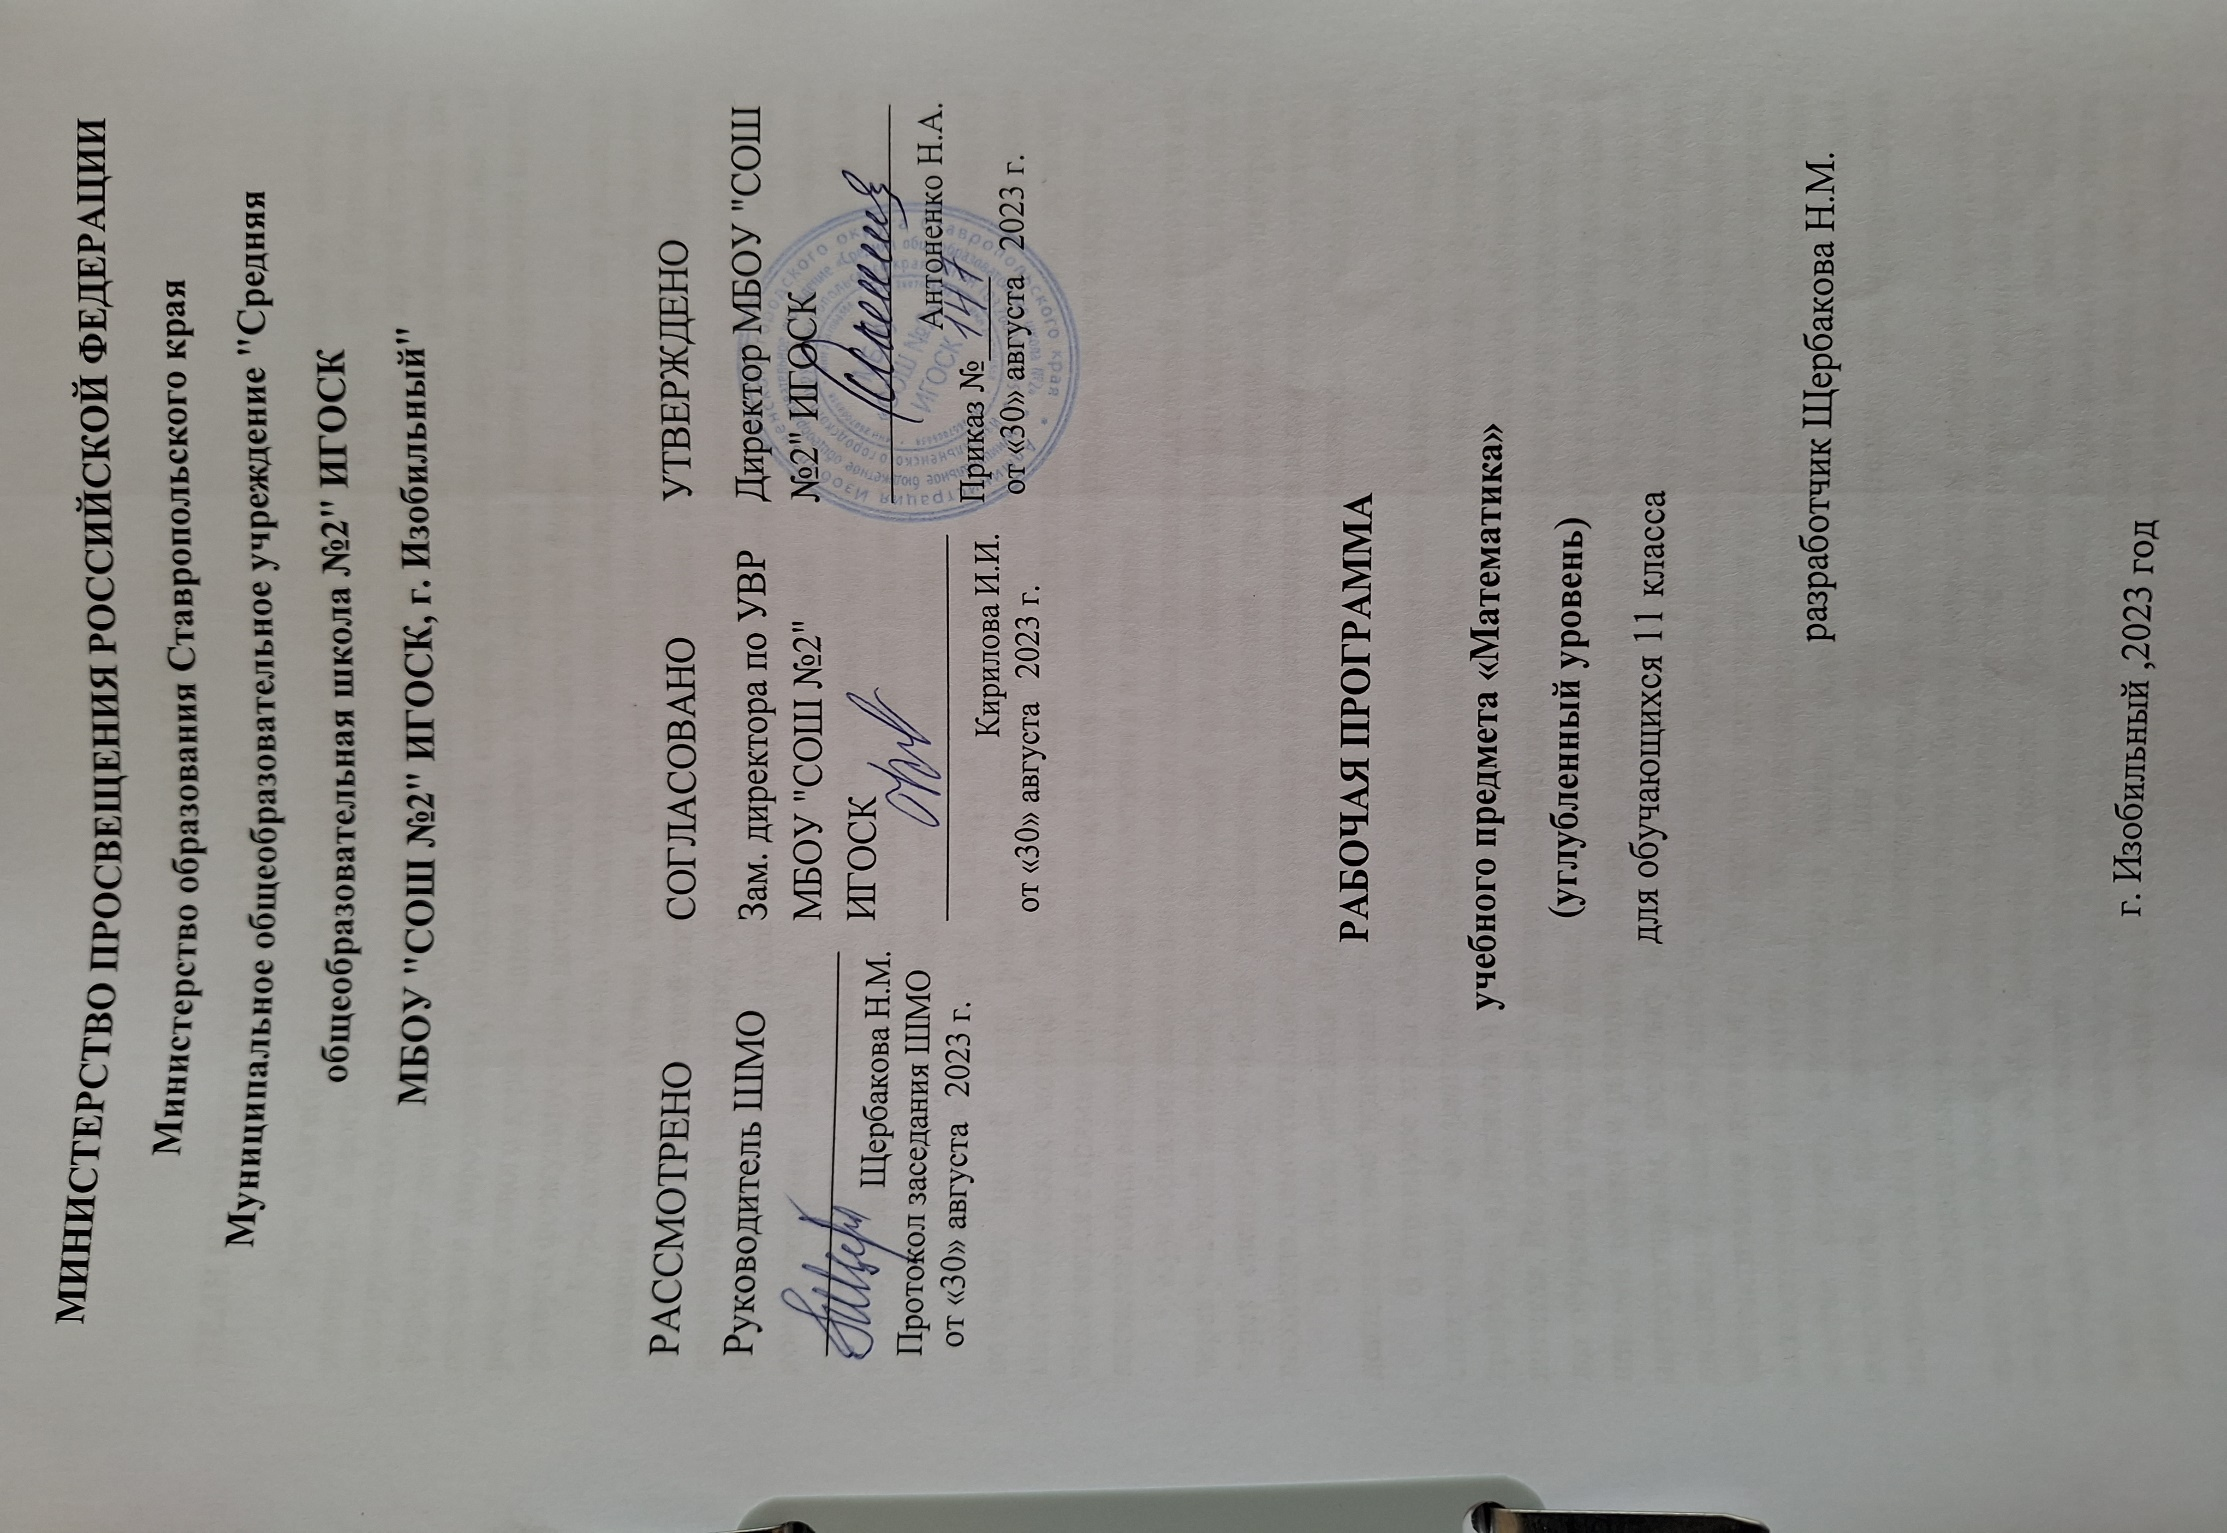 МИНИСТЕРСТВО ПРОСВЕЩЕНИЯ РОССИЙСКОЙ ФЕДЕРАЦИИ
Министерство образования Ставропольского края
Муниципальное общеобразовательное учреждение "Средняя
общеобразовательная школа №2" ИГОСК
МБОУ "СОШ №2" ИГОСК, г. Изобильный"
РАССМОТРЕНО
Руководитель ШМО
Щербакова Н.М.
Протокол заседания ШМО
от «30» августа 2023 г.
СОГЛАСОВАНО
Зам. директора по УВР
МБОУ "СОШ №2"
ИГОСК
Кирилова И.И.
от «30» августа 2023 г.
УТВЕРЖДЕНО
Директор МБОУ "СОШ
№2" ИГОСК
Антоненко Н.А.
Приказ №
от «30» августа 2023 г.
РАБОЧАЯ ПРОГРАММА
учебного предмета «Математика»
(углубленный уровень)
для обучающихся 11 класса
разработчик Щербакова Н.М.
г. Изобильный ,2023 год